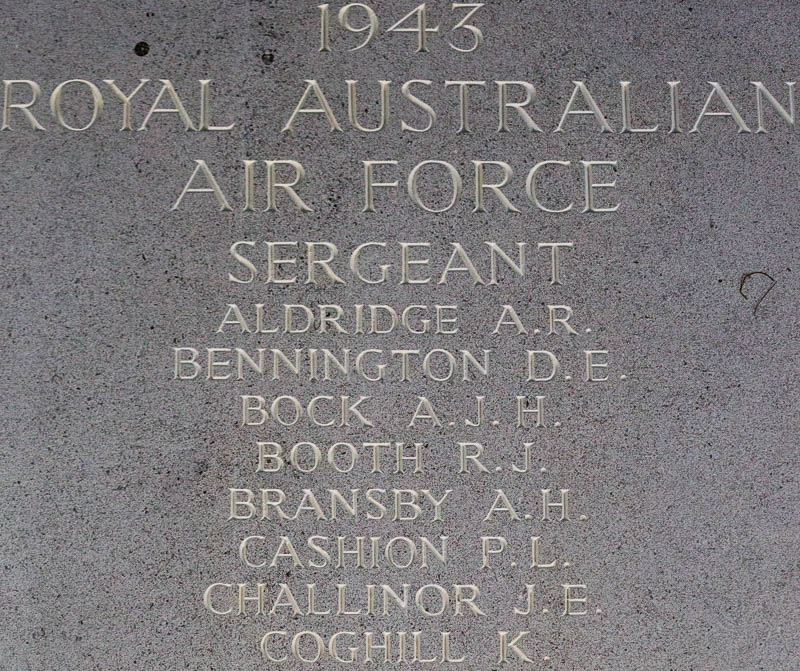 1943
ROYAL AUSTRALIAN
AIR FORCE
SERGEANT
ALDRIDGE A.R.
BENNINGTON D.E.
BOCK A.J.H.
BOOTH R.J.
BRANSBY A.H.
CASHION P.L.
CHALLINOR J.E.
COGHILL K.